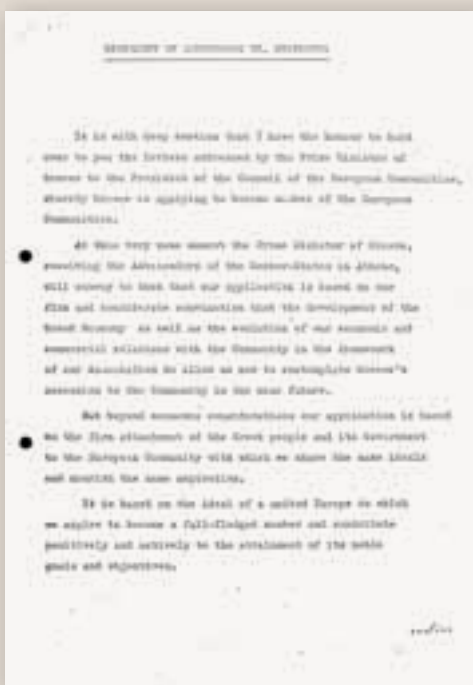 It is with deep emotion that I have the honour to hand
over to you the letters addressed by the Prime Minister of
Greece to the President of the Council of the European Communities,
whereby Greece is applying to become member of the European
Communities.
At this very same moment the Prime Minister of Greece,
receiving the Ambassadors of the Member-States in Athens,
will convey to them that our application is based on our
firm and conviction that the development of the
Greek Economy as well as the evolution of our economic and
commercial relations with the Community in the framework
of our Association do allow us now to contemplate Greece's
accession to the Community in the near future.
But beyond economic considerations our application is based
on the firm attachment of the Greek people and its Government
to the European Community with which we share the same ideals
and nourish the same aspirations.
It is based on the ideal of a united Europe in which
we aspire to become a full-fledged member and contribute
positively and actively to the attainment of its noble
goals and objectives.